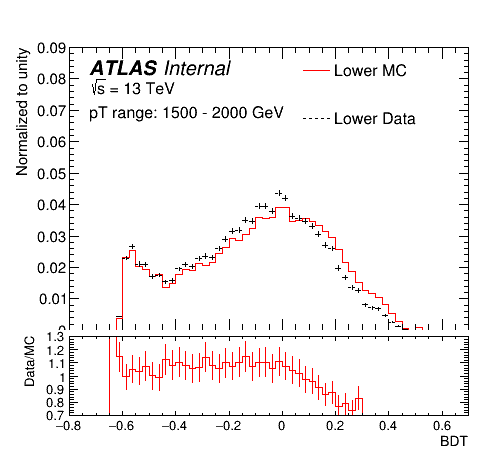 Normalized to unity
0.09
0.08
0.07
0.06
0.05
0.04
0.03
0.02
0.01
0
ATLAS Internal
√s = 13 TeV
pT range: 1500 - 2000 GeV
Lower MC
Lower Data
Data/MC
1.3
1.2
1.1
1
0.9
0.8
0.7
−0.8 −0.6 −0.4 −0.2 0 0.2 0.4 0.6
BDT